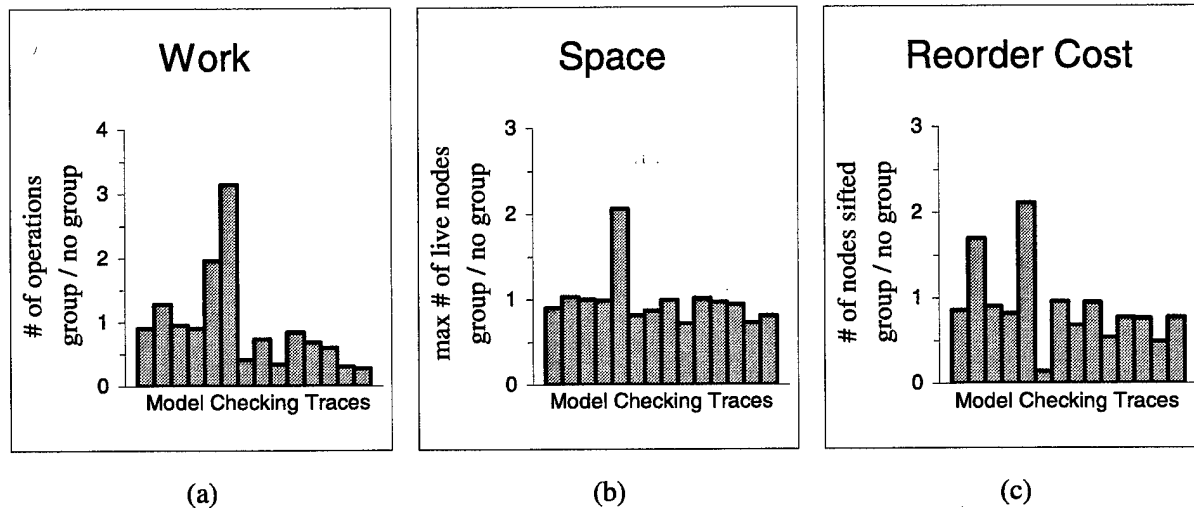 Work
# of operations
group / no group
4
3
2
1
0
Model Checking Traces
(a)
Space
max # of live nodes
group / no group
3
2
1
0
Model Checking Traces
(b)
Reorder Cost
# of nodes sifted
group / no group
3
2
1
0
Model Checking Traces
(c)